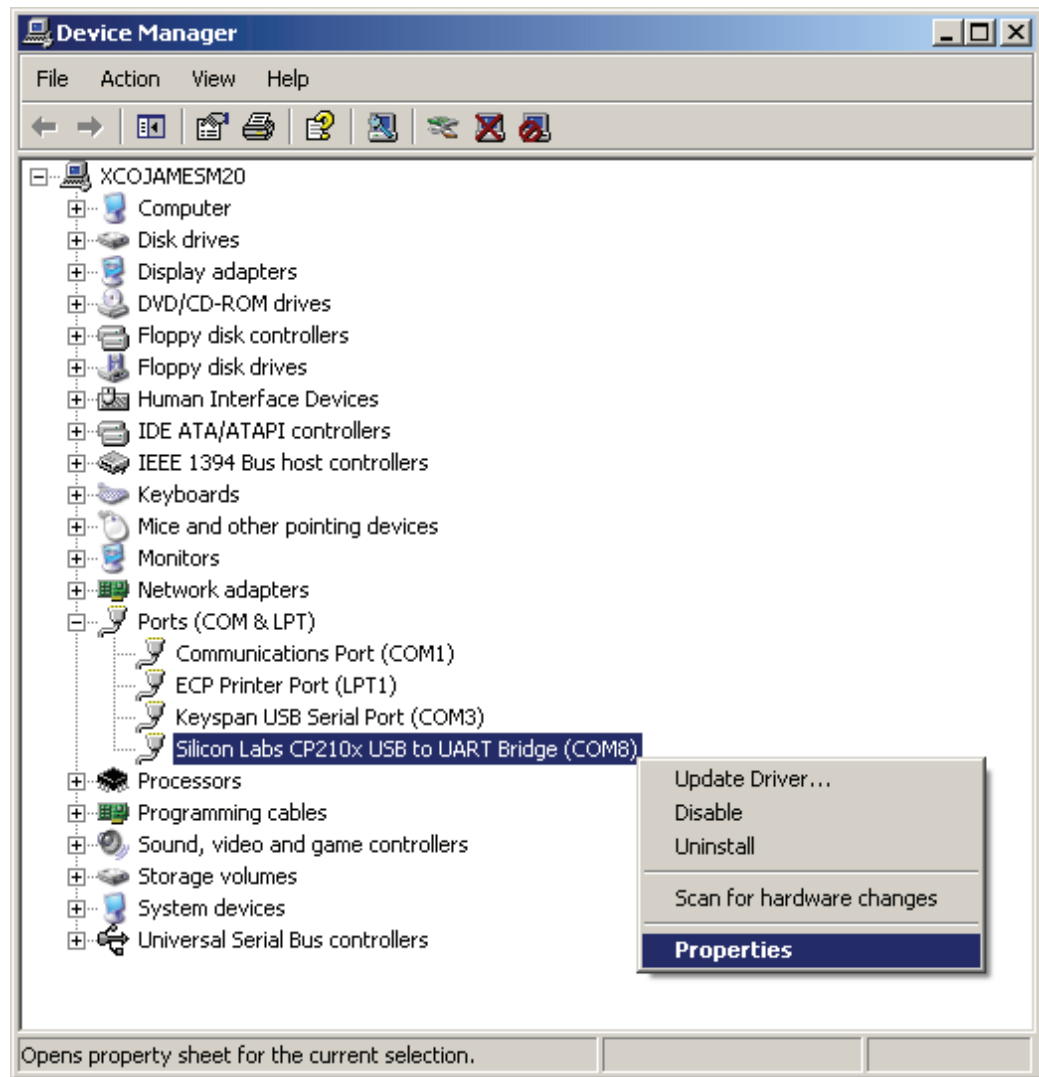 Device Manager
File Action View Help
XCOJAMESM20
Computer
Disk drives
Display adapters
DVD/CD-ROM drives
Floppy disk controllers
Floppy disk drives
Human Interface Devices
IDE ATA/ATAPI controllers
IEEE 1394 Bus host controllers
Keyboards
Mice and other pointing devices
Monitors
Network adapters
Ports (COM & LPT)
Communications Port (COM1)
ECP Printer Port (LPT1)
Keyspan USB Serial Port (COM3)
Silicon Labs CP210x USB to UART Bridge (COM8)
Processors
Programming cables
Sound, video and game controllers
Storage volumes
System devices
Universal Serial Bus controllers
Update Driver...
Disable
Uninstall
Scan for hardware changes
Properties
Opens property sheet for the current selection.